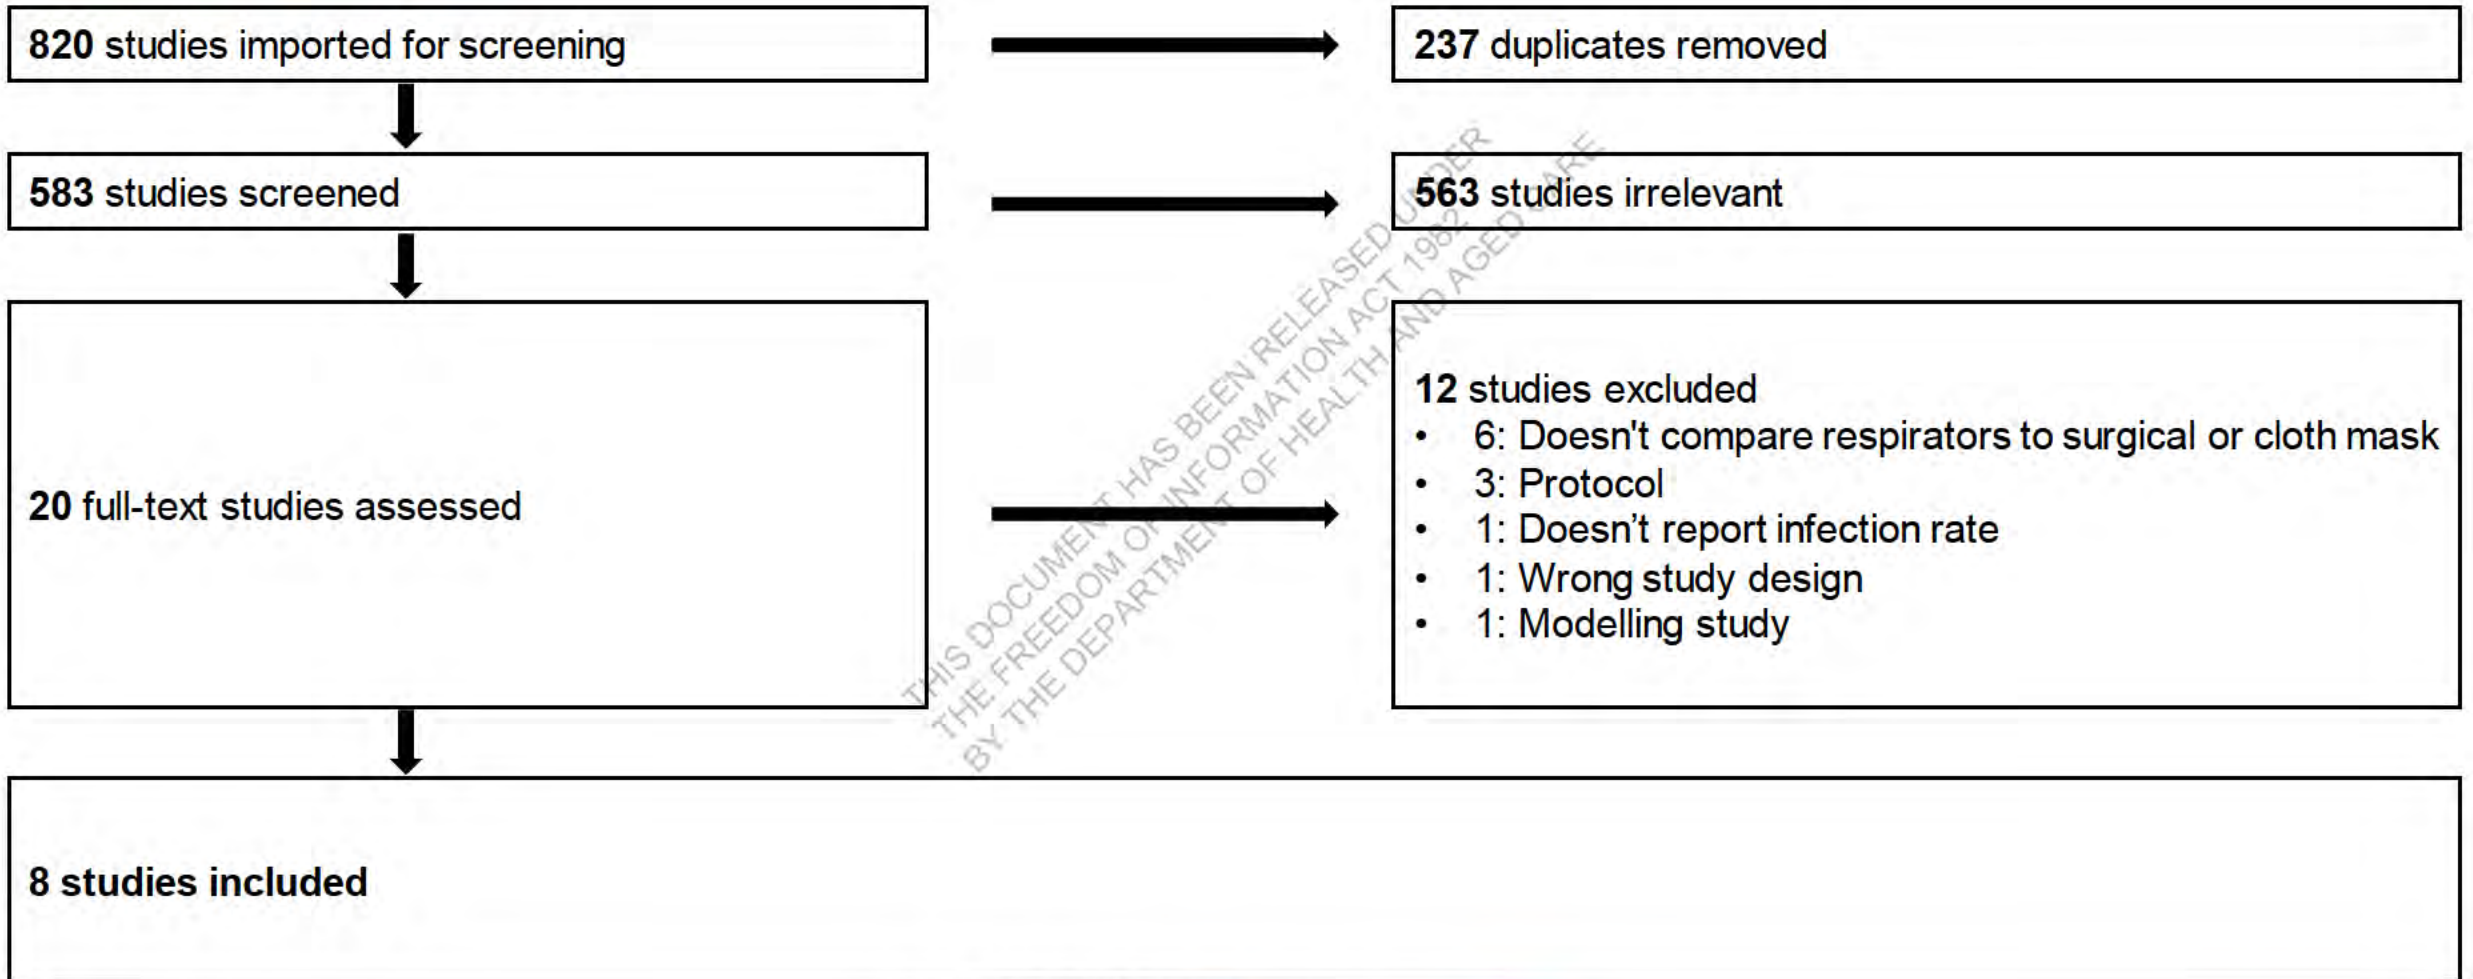 820 studies imported for screening
237 duplicates removed
583 studies screened
563 studies irrelevant
20 full-text studies assessed
12 studies excluded
• 6: Doesn't compare respirators to surgical or cloth mask
• 3: Protocol
• 1: Doesn’t report infection rate
• 1: Wrong study design
• 1: Modelling study
8 studies included
THIS DOCUMENT HAS BEEN RELEASED UNDER
THE FREEDOM OF INFORMATION ACT 1982
BY THE DEPARTMENT OF HEALTH AND AGED CARE